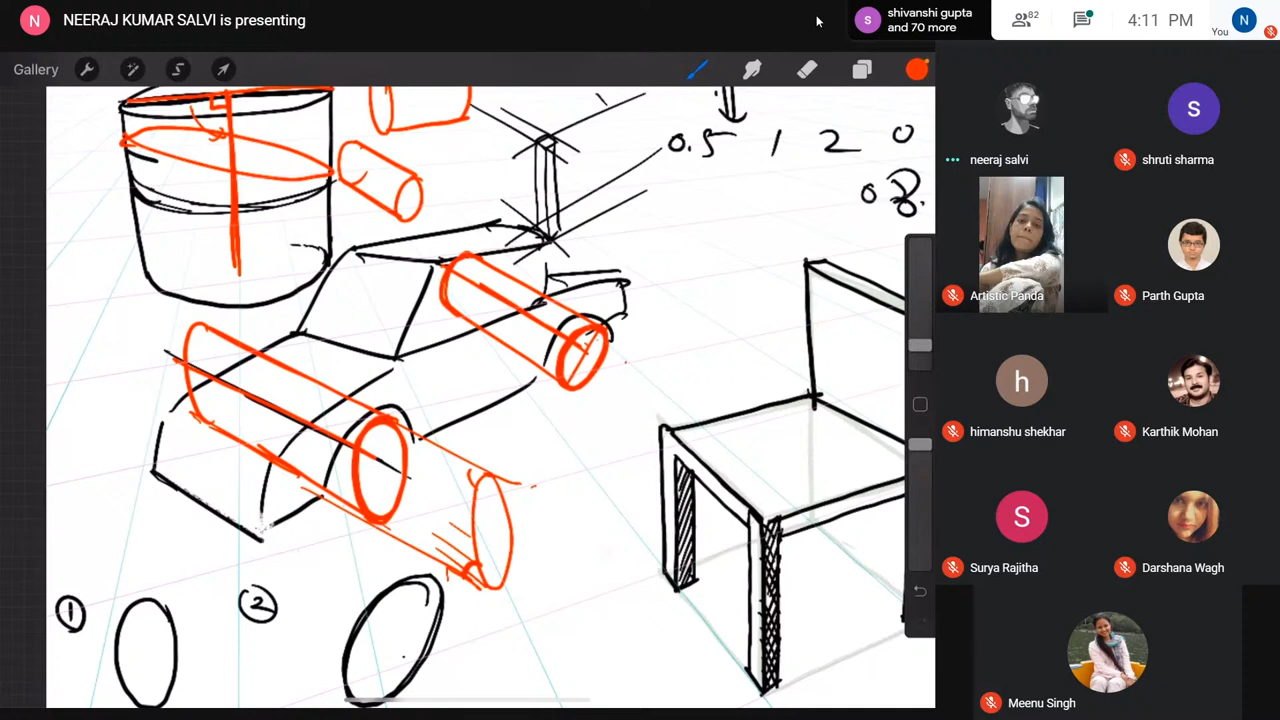 N NEERAJ KUMAR SALVI is presenting
S shivanshi gupta
and 70 more
82
4:11 PM
You
N
Gallery
0.5 1 2 0
neeraj salvi
S
shruti sharma
Artistic Panda
Parth Gupta
h
himanshu shekhar
Karthik Mohan
S
Surya Rajitha
Darshana Wagh
Meenu Singh
1
2